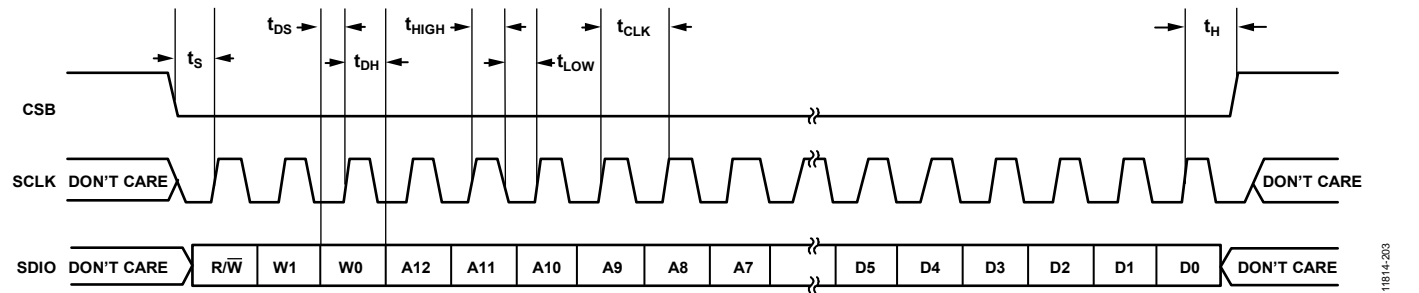 tDS
tHIGH
tCLK
tH
tS
tDH
tLOW
CSB
SCLK DON'T CARE DON'T CARE
SDIO DON'T CARE R/W̅ W1 W0 A12 A11 A10 A9 A8 A7 D5 D4 D3 D2 D1 D0 DON'T CARE
11814-203